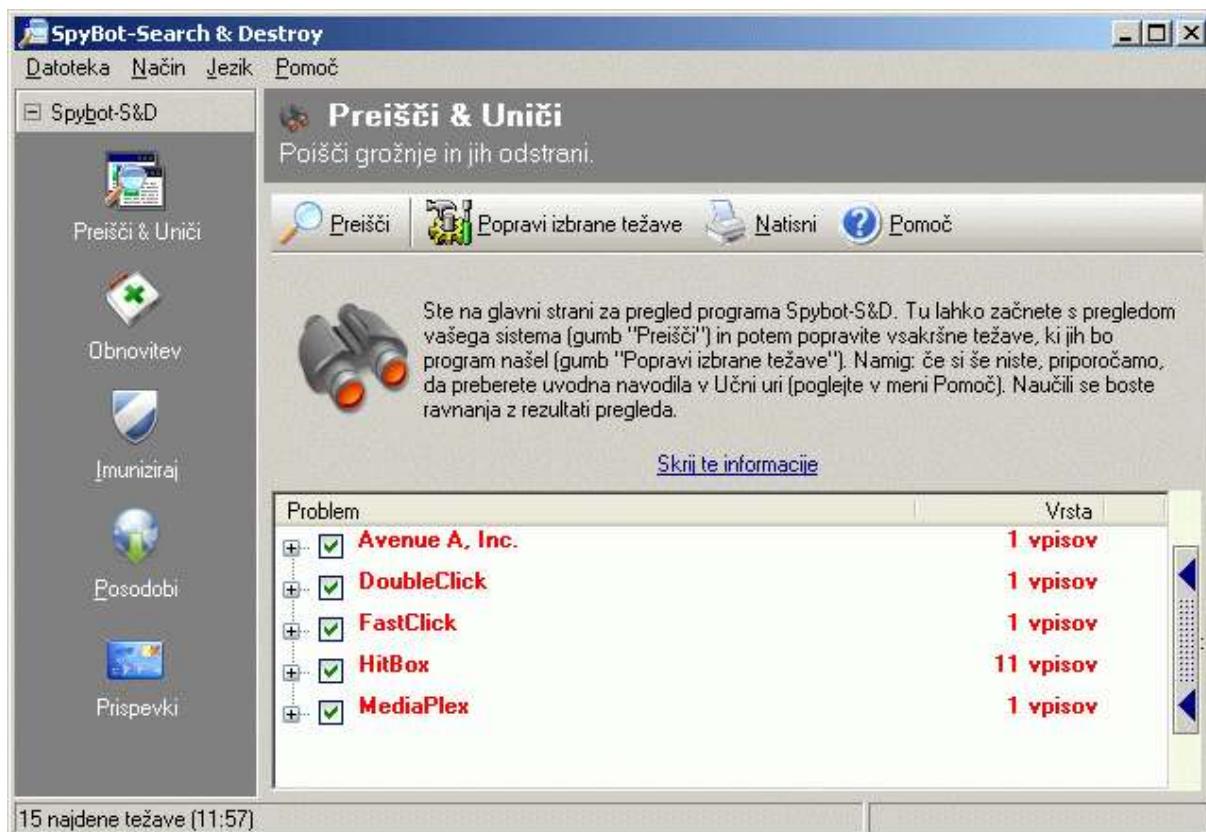 SpyBot-Search & Destroy
Datoteka Način Jezik Pomoč
Spybot-S&D
Preišči & Uniči
Obnovitev
Imuniziraj
Posodobi
Prispevki
Preišči & Uniči
Poišči grožnje in jih odstrani.
Preišči Popravi izbrane težave Natisni Pomoč
Ste na glavni strani za pregled programa Spybot-S&D. Tu lahko začnete s pregledom
vašega sistema (gumb "Preišči") in potem popravite vsakršne težave, ki jih bo
program našel (gumb "Popravi izbrane težave"). Namig: če si še niste, priporočamo,
da preberete uvodna navodila v Učni uri (poglejte v meni Pomoč). Naučili se boste
ravnanja z rezultati pregleda.
Skrij te informacije
Problem Vrsta
Avenue A, Inc. 1 vpisov
DoubleClick 1 vpisov
FastClick 1 vpisov
HitBox 11 vpisov
MediaPlex 1 vpisov
15 najdene težave (11:57)